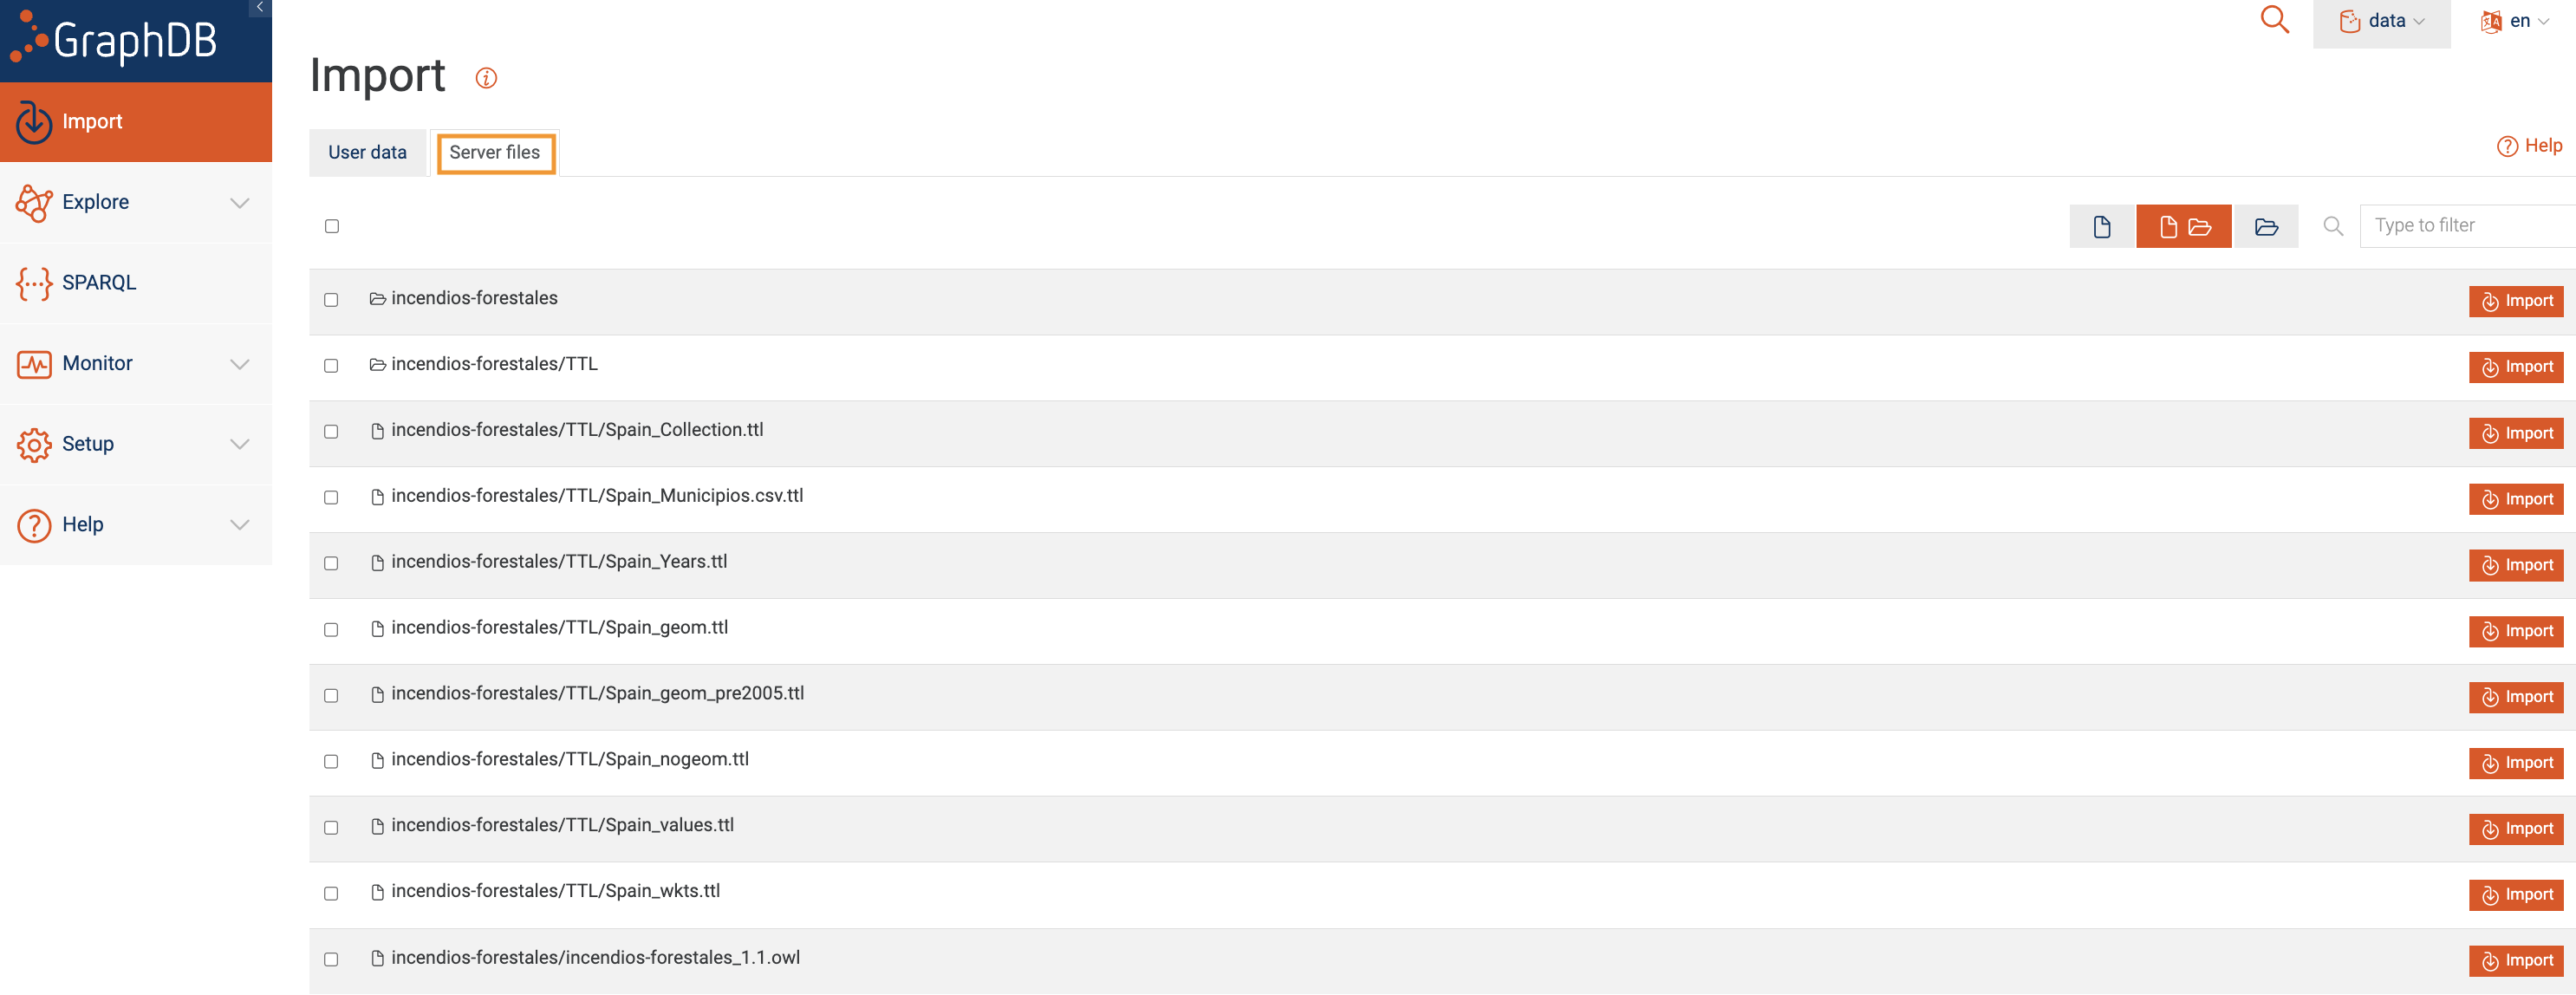 GraphDB
data
en
Import
Import
User data
Server files
Help
Explore
SPARQL
Monitor
Setup
Help
Type to filter
incendios-forestales
Import
incendios-forestales/TTL
Import
incendios-forestales/TTL/Spain_Collection.ttl
Import
incendios-forestales/TTL/Spain_Municipios.csv.ttl
Import
incendios-forestales/TTL/Spain_Years.ttl
Import
incendios-forestales/TTL/Spain_geom.ttl
Import
incendios-forestales/TTL/Spain_geom_pre2005.ttl
Import
incendios-forestales/TTL/Spain_nogeom.ttl
Import
incendios-forestales/TTL/Spain_values.ttl
Import
incendios-forestales/TTL/Spain_wkts.ttl
Import
incendios-forestales/incendios-forestales_1.1.owl
Import